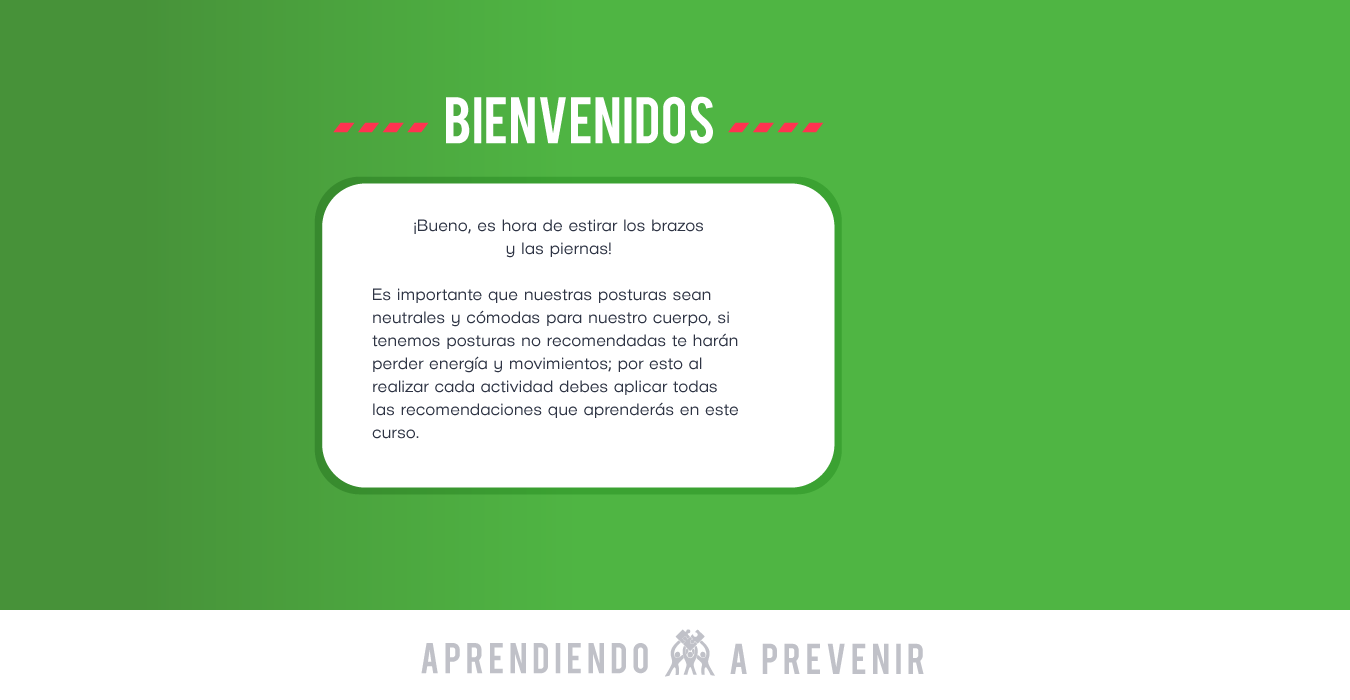 BIENVENIDOS
¡Bueno, es hora de estirar los brazos
y las piernas!
Es importante que nuestras posturas sean
neutrales y cómodas para nuestro cuerpo, si
tenemos posturas no recomendadas te harán
perder energía y movimientos; por esto al
realizar cada actividad debes aplicar todas
las recomendaciones que aprenderás en este
curso.
APRENDIENDO A PREVENIR